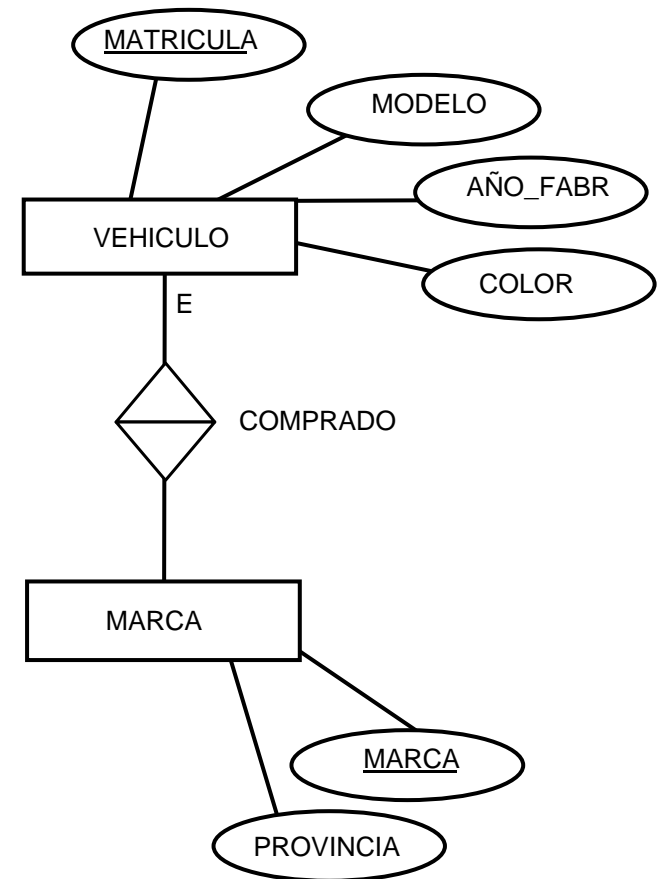 MATRICULA
MODELO
AÑO_FABR
VEHICULO
COLOR
E
COMPRADO
MARCA
MARCA
PROVINCIA